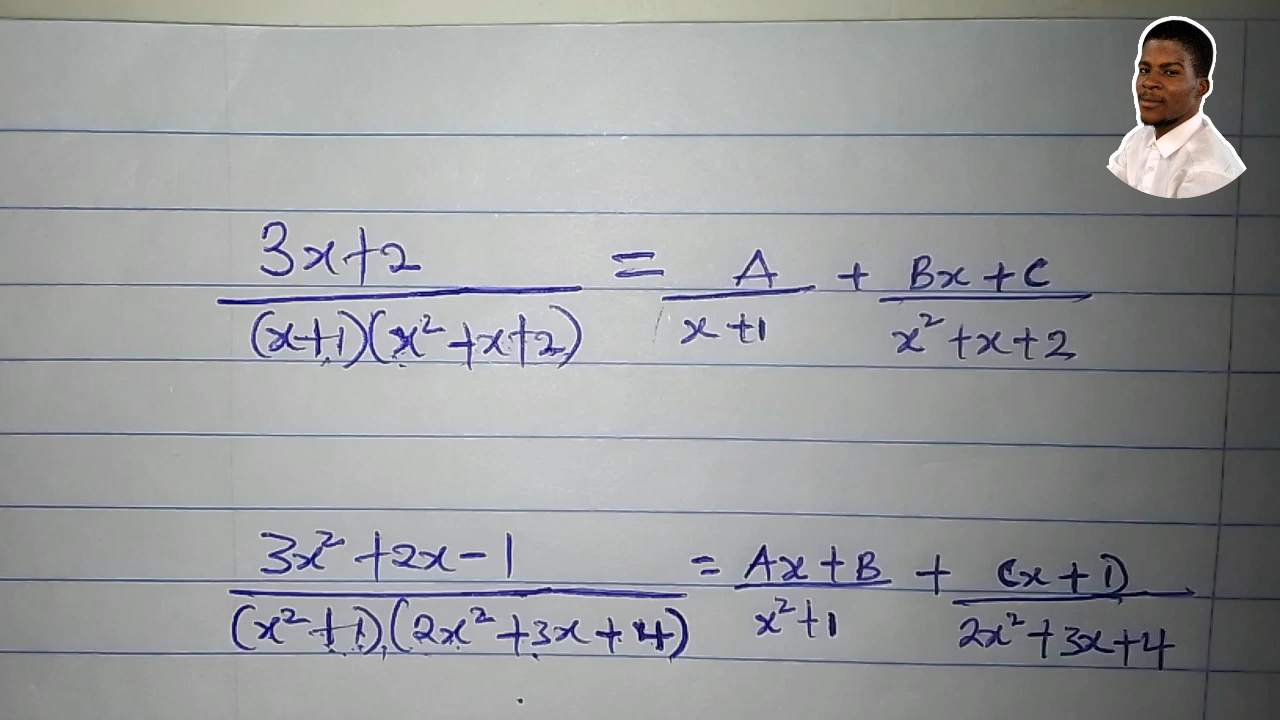 3x+2 = A + Bx+C
(x+1)(x²+x+2) x+1 x²+x+2
3x²+2x-1 = Ax+B + Cx+D
(x²+1)(2x²+3x+4) x²+1 2x²+3x+4